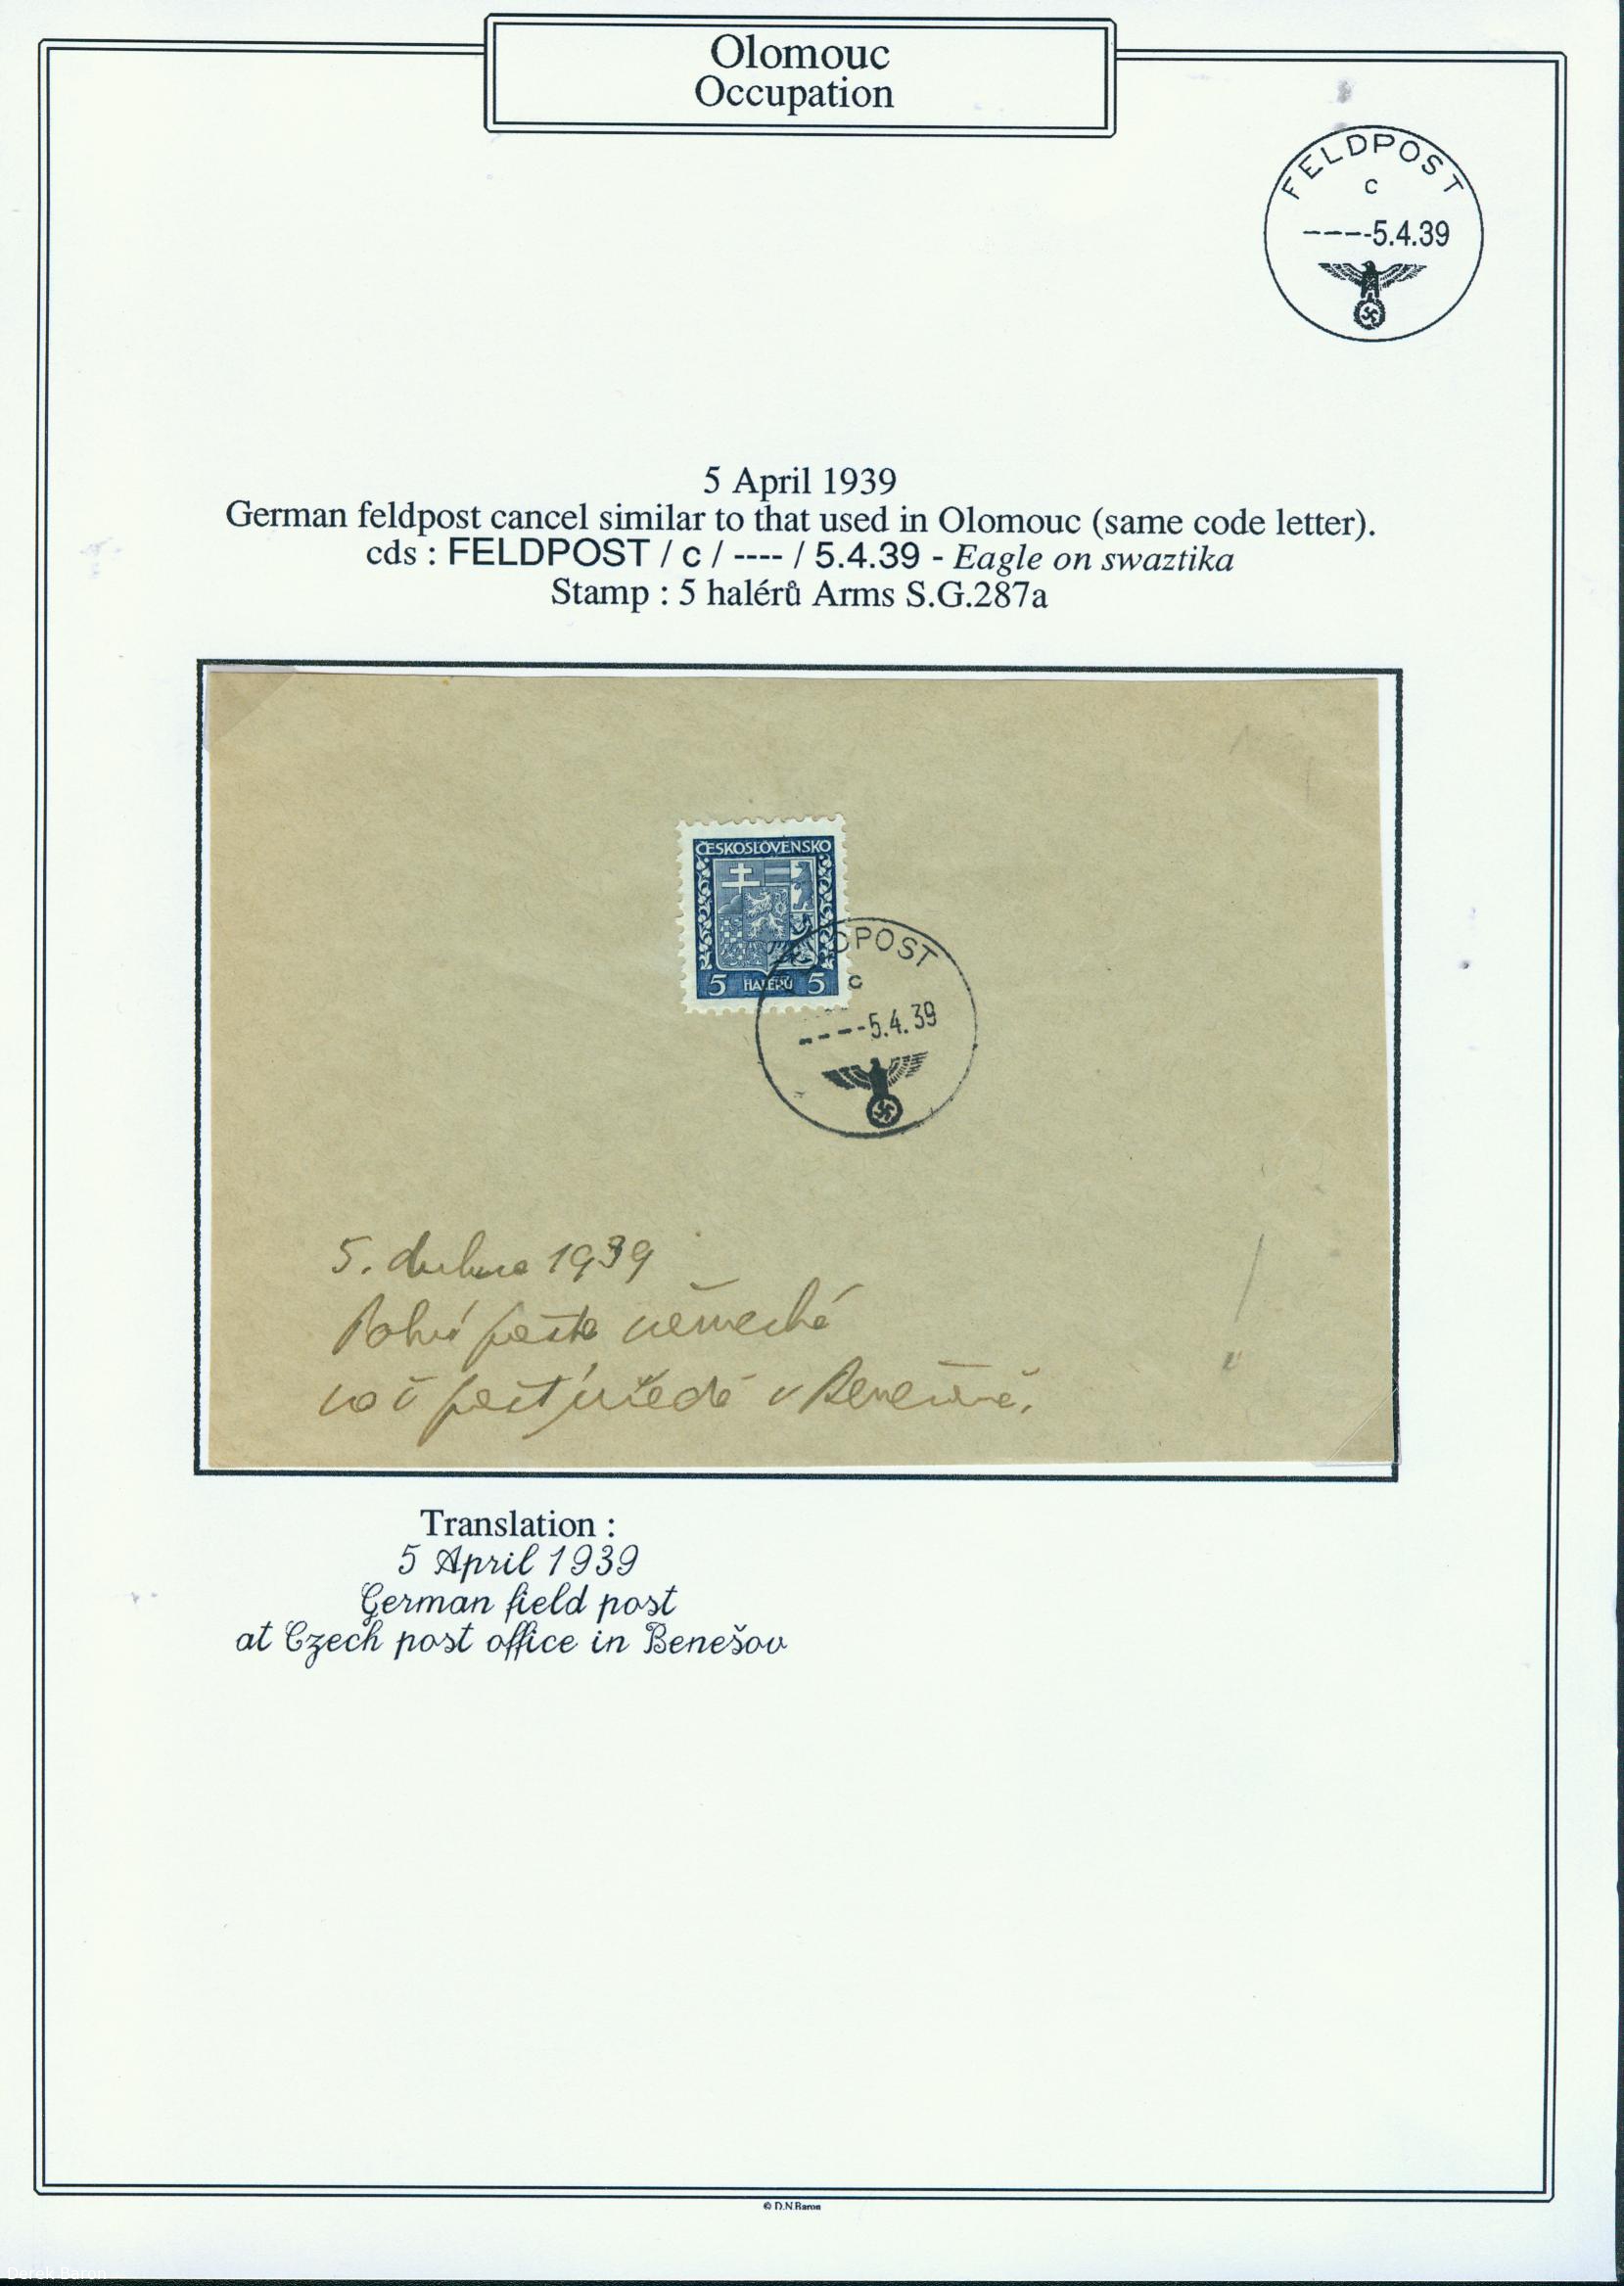 Olomouc
Occupation
FELDPOST
c
----5.4.39
5 April 1939
German feldpost cancel similar to that used in Olomouc (same code letter).
cds : FELDPOST / c / ---- / 5.4.39 - Eagle on swaztika
Stamp : 5 halérů Arms S.G.287a
ČESKOSLOVENSKO
5 HALÉŘŮ 5
DPOST
c
----5.4.39
5. dubna 1939
Polní pošta německá
v Benešově.
Translation :
5 April 1939
German field post
at Czech post office in Benešov
© D.N.Baron
Derek Baron